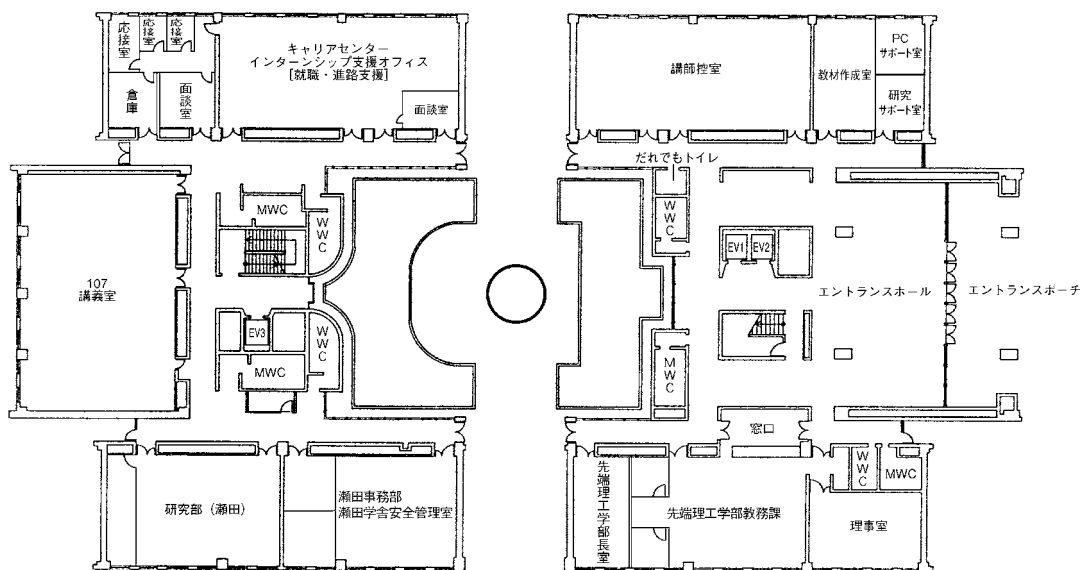 応接室
応接室
応接室
倉庫
面談室
キャリアセンター
インターンシップ支援オフィス
[就職・進路支援]
面談室
講師控室
教材作成室
PC
サポート室
研究
サポート室
だれでもトイレ
MWC
WWC
WWC
EV1
EV2
107
講義室
エントランスホール
エントランスポーチ
EV3
WWC
MWC
MWC
窓口
研究部（瀬田）
瀬田事務部
瀬田学舎安全管理室
先端理工学部長室
先端理工学部教務課
WWC
MWC
理事室